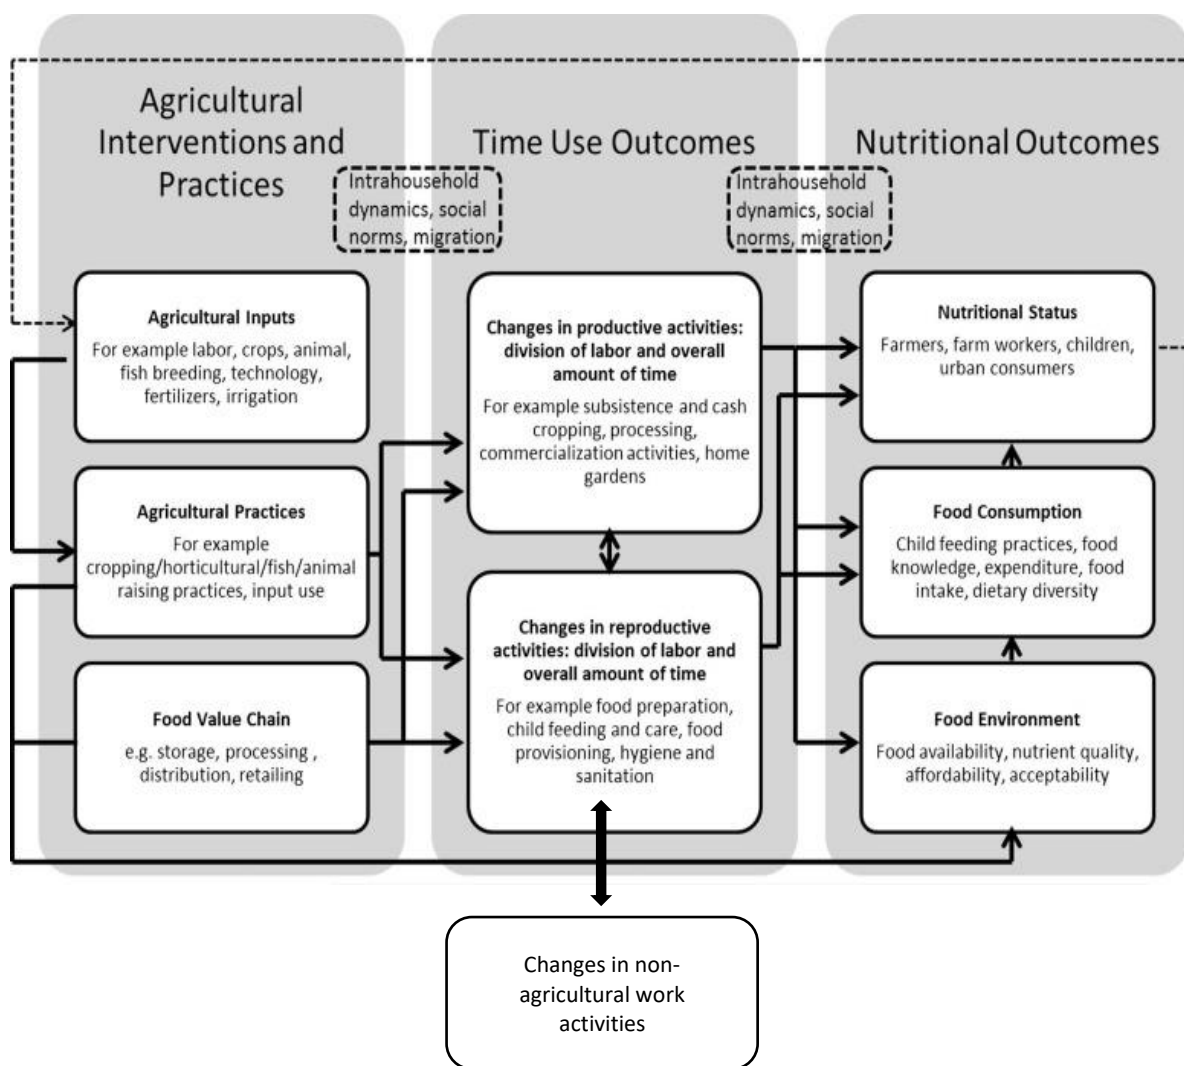 Agricultural
Interventions and
Practices
Time Use Outcomes
Nutritional Outcomes
Intrahousehold
dynamics, social
norms, migration
Intrahousehold
dynamics, social
norms, migration
Agricultural Inputs
For example labor, crops, animal,
fish breeding, technology,
fertilizers, irrigation
Agricultural Practices
For example
cropping/horticultural/fish/animal
raising practices, input use
Food Value Chain
e.g. storage, processing ,
distribution, retailing
Changes in productive activities:
division of labor and overall
amount of time
For example subsistence and cash
cropping, processing,
commercialization activities, home
gardens
Changes in reproductive
activities: division of labor and
overall amount of time
For example food preparation,
child feeding and care, food
provisioning, hygiene and
sanitation
Nutritional Status
Farmers, farm workers, children,
urban consumers
Food Consumption
Child feeding practices, food
knowledge, expenditure, food
intake, dietary diversity
Food Environment
Food availability, nutrient quality,
affordability, acceptability
Changes in non-
agricultural work
activities